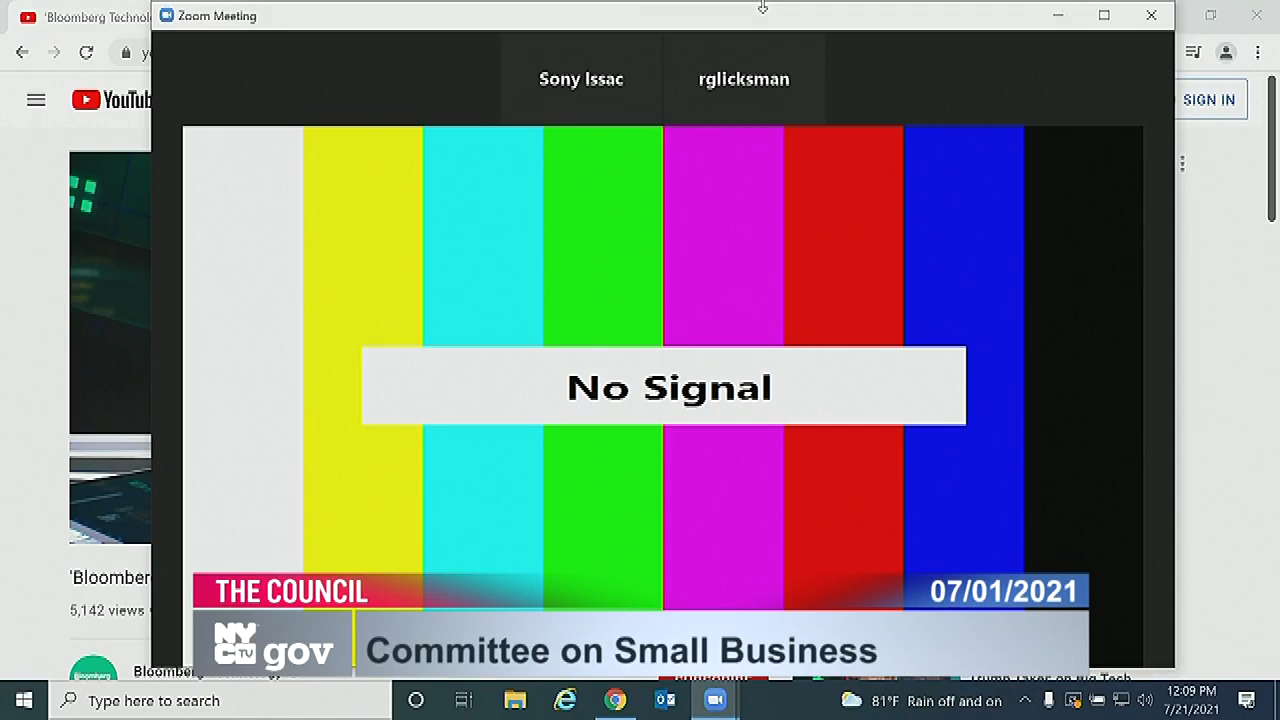 'Bloomberg Technol
Zoom Meeting
YouTub
SIGN IN
Sony Issac
rglicksman
No Signal
'Bloomber
5,142 views
THE COUNCIL
07/01/2021
NYC TV gov
Committee on Small Business
Bloomberg
Type here to search
81°F Rain off and on
12:09 PM
7/21/2021